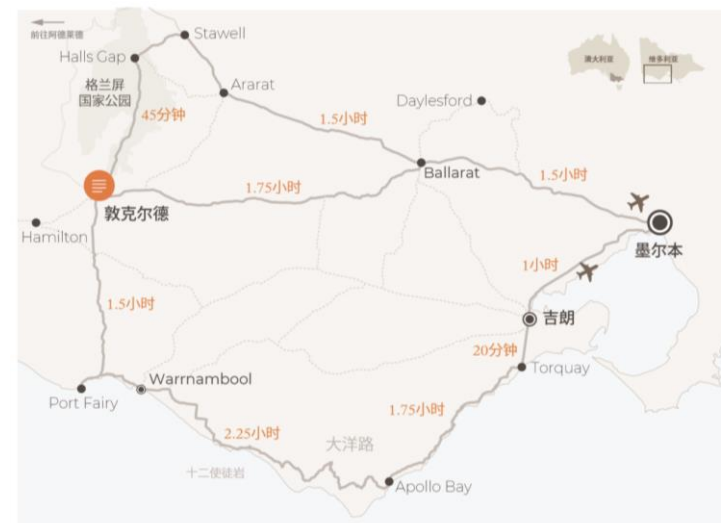 前往阿德莱德
Stawell
Halls Gap
格兰屏
国家公园
Ararat
45分钟
1.5小时
Daylesford
澳大利亚
维多利亚
Ballarat
1.5小时
1.75小时
敦克尔德
Hamilton
墨尔本
1小时
1.5小时
吉朗
20分钟
Torquay
Warrnambool
Port Fairy
1.75小时
2.25小时
大洋路
十二使徒岩
Apollo Bay